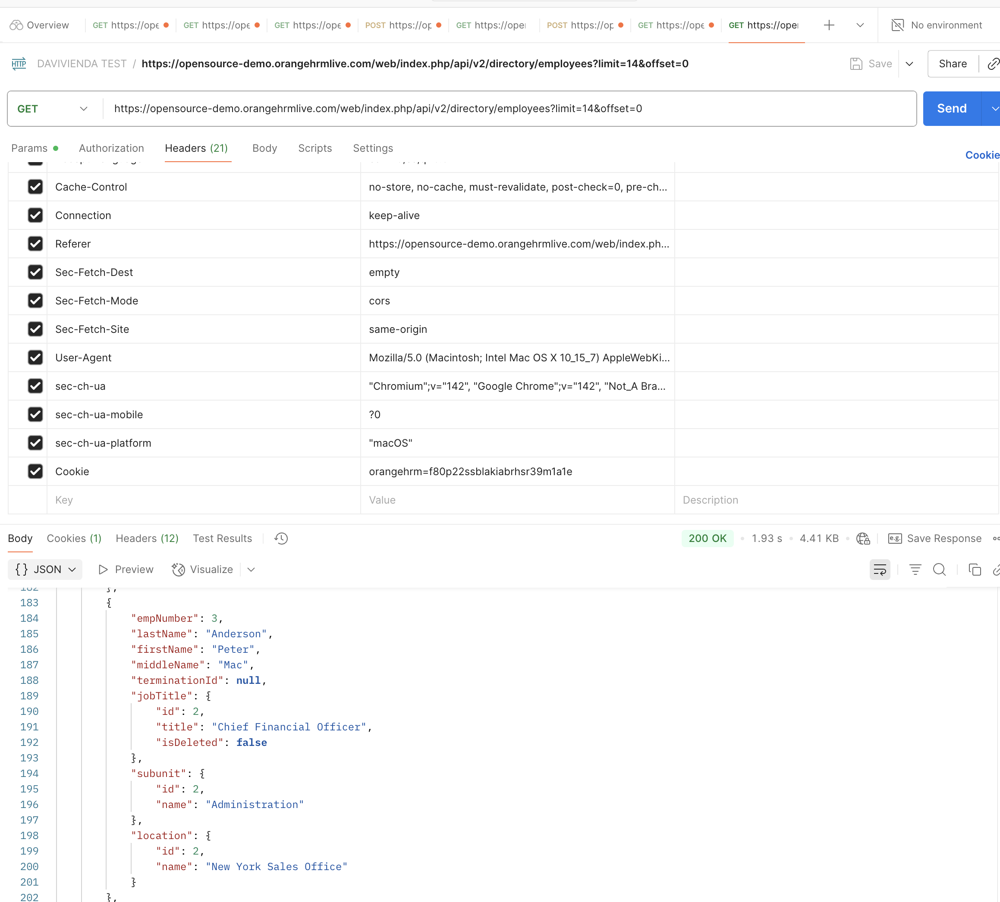 Overview GET https://ope GET https://ope GET https://ope POST https://op GET https://oper POST https://op GET https://ope GET https://oper No environment
HTTP DAVIVIENDA TEST / https://opensource-demo.orangehrmlive.com/web/index.php/api/v2/directory/employees?limit=14&offset=0 Save Share
GET https://opensource-demo.orangehrmlive.com/web/index.php/api/v2/directory/employees?limit=14&offset=0 Send
Params Authorization Headers (21) Body Scripts Settings
Cookie
Cache-Control no-store, no-cache, must-revalidate, post-check=0, pre-ch...
Connection keep-alive
Referer https://opensource-demo.orangehrmlive.com/web/index.ph...
Sec-Fetch-Dest empty
Sec-Fetch-Mode cors
Sec-Fetch-Site same-origin
User-Agent Mozilla/5.0 (Macintosh; Intel Mac OS X 10_15_7) AppleWebKi...
sec-ch-ua "Chromium";v="142", "Google Chrome";v="142", "Not_A Bra...
sec-ch-ua-mobile ?0
sec-ch-ua-platform "macOS"
Cookie orangehrm=f80p22ssblakiabrhsr39m1a1e
Key Value Description
Body Cookies (1) Headers (12) Test Results 200 OK 1.93 s 4.41 KB e.g. Save Response
{} JSON Preview Visualize
182 },
183 {
184 "empNumber": 3,
185 "lastName": "Anderson",
186 "firstName": "Peter",
187 "middleName": "Mac",
188 "terminationId": null,
189 "jobTitle": {
190 "id": 2,
191 "title": "Chief Financial Officer",
192 "isDeleted": false
193 },
194 "subunit": {
195 "id": 2,
196 "name": "Administration"
197 },
198 "location": {
199 "id": 2,
200 "name": "New York Sales Office"
201 }
202 },